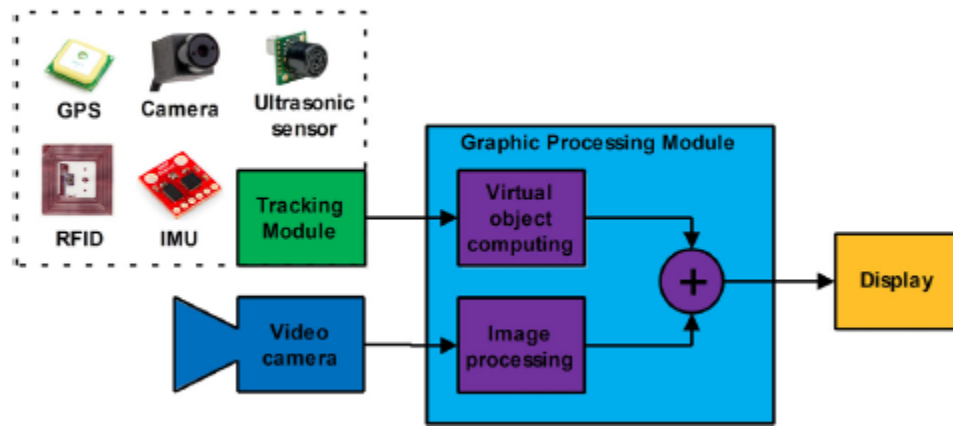 GPS
Camera
Ultrasonic
sensor
RFID
IMU
Tracking
Module
Video
camera
Graphic Processing Module
Virtual
object
computing
Image
processing
+
Display